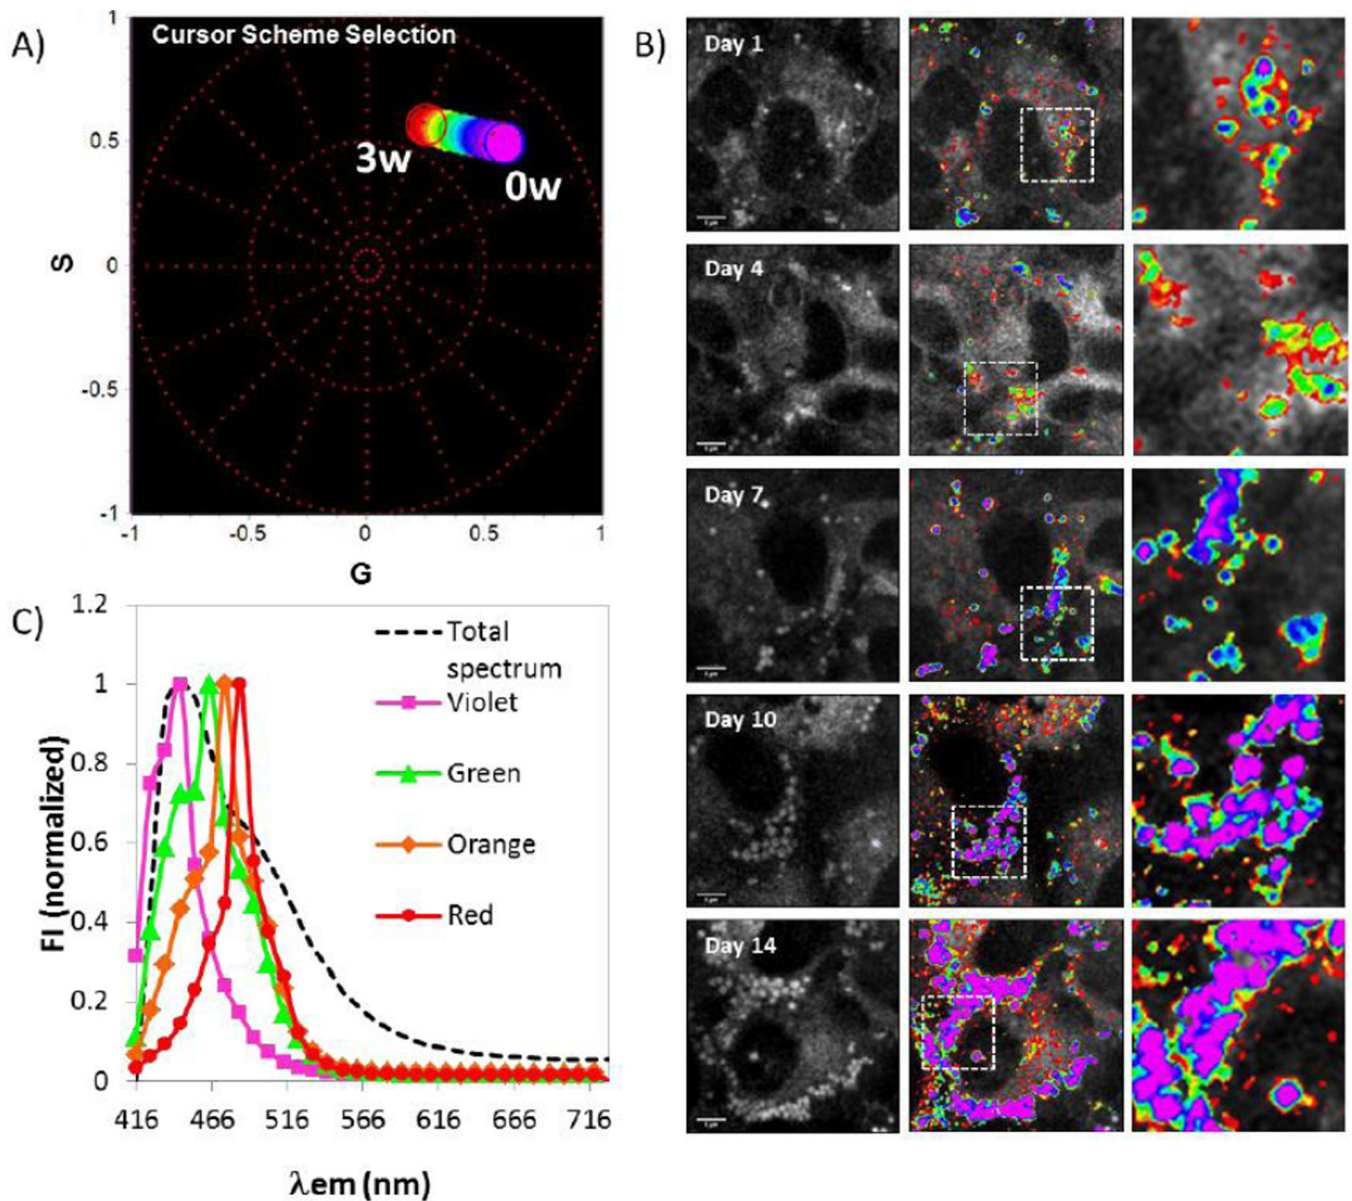 A)
Cursor Scheme Selection
1
0.5
0
-0.5
-1
S
3w
0w
-1
-0.5
0
0.5
1
G
B)
Day 1
Day 4
Day 7
Day 10
Day 14
C)
1.2
1
0.8
0.6
0.4
0.2
0
FI (normalized)
Total
spectrum
Violet
Green
Orange
Red
416
466
516
566
616
666
716
λem (nm)